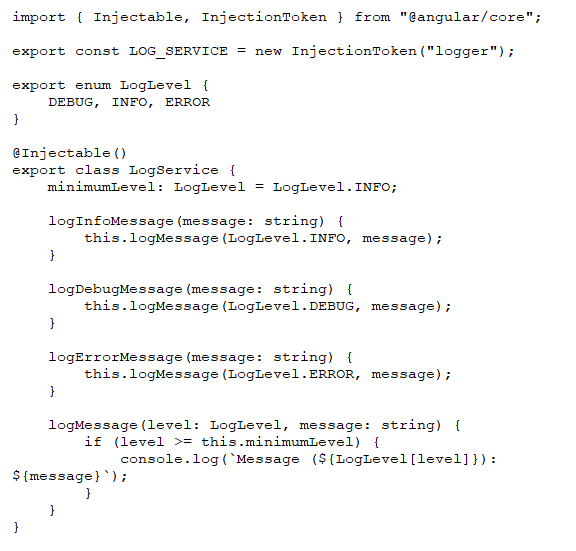 import { Injectable, InjectionToken } from "@angular/core";
export const LOG_SERVICE = new InjectionToken("logger");
export enum LogLevel {
DEBUG, INFO, ERROR
}
@Injectable()
export class LogService {
minimumLevel: LogLevel = LogLevel.INFO;
logInfoMessage(message: string) {
this.logMessage(LogLevel.INFO, message);
}
logDebugMessage(message: string) {
this.logMessage(LogLevel.DEBUG, message);
}
logErrorMessage(message: string) {
this.logMessage(LogLevel.ERROR, message);
}
logMessage(level: LogLevel, message: string) {
if (level >= this.minimumLevel) {
console.log(`Message (${LogLevel[level]}):
${message}`);
}
}
}